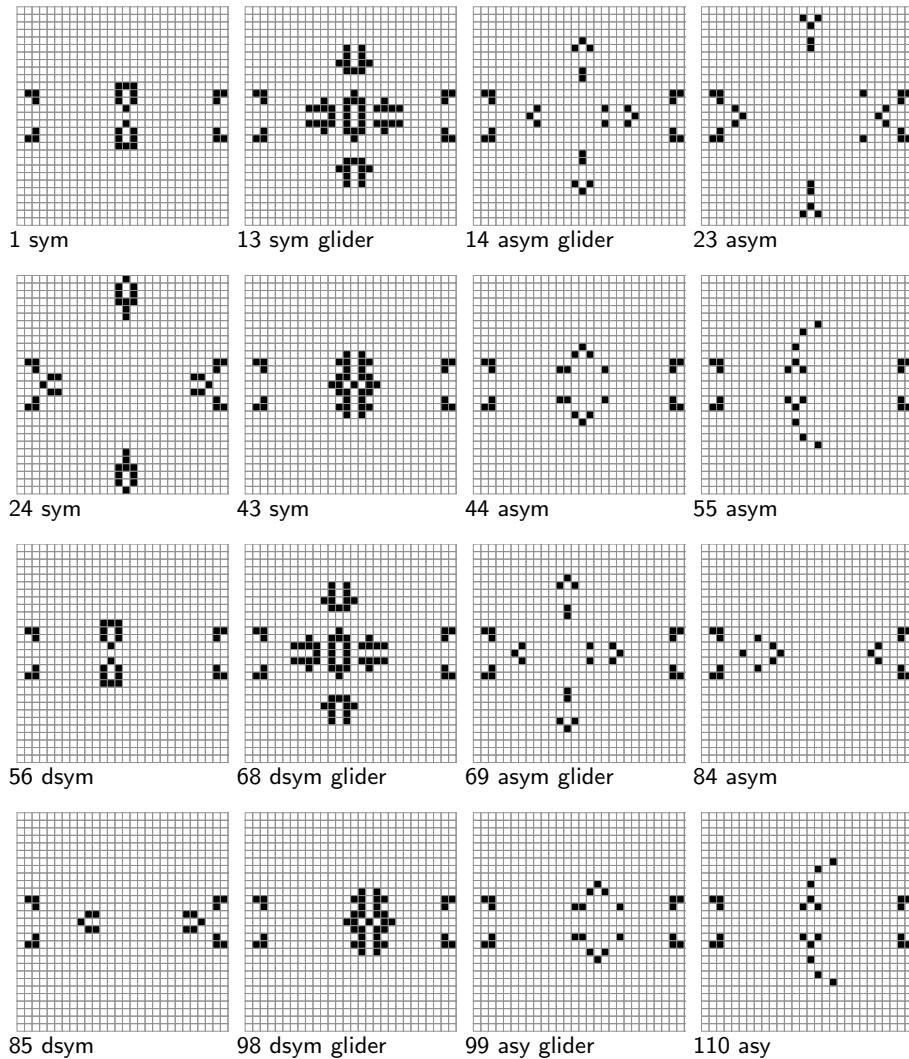 1 sym
13 sym glider
14 asym glider
23 asym
24 sym
43 sym
44 asym
55 asym
56 dsym
68 dsym glider
69 asym glider
84 asym
85 dsym
98 dsym glider
99 asy glider
110 asy